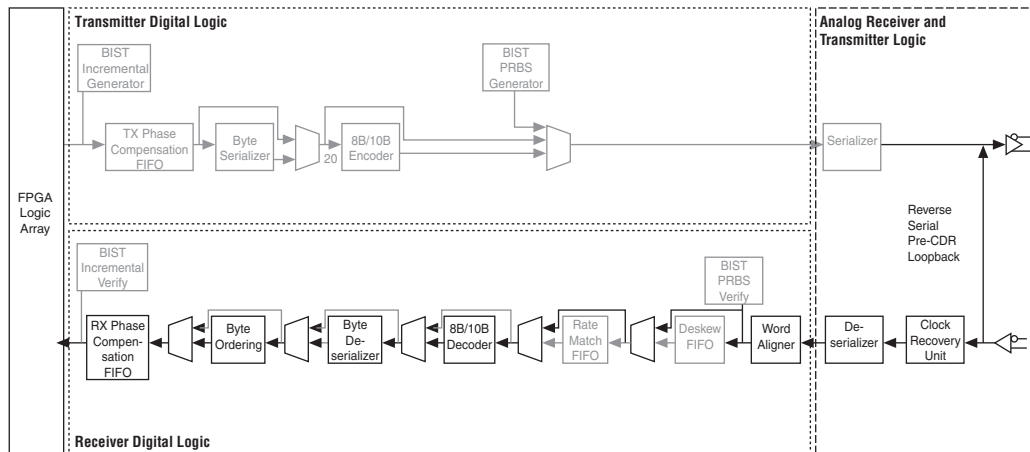 Transmitter Digital Logic
Analog Receiver and
Transmitter Logic
BIST
Incremental
Generator
BIST
PRBS
Generator
TX Phase
Compensation
FIFO
Byte
Serializer
20
8B/10B
Encoder
Serializer
FPGA
Logic
Array
Reverse
Serial
Pre-CDR
Loopback
BIST
Incremental
Verify
BIST
PRBS
Verify
RX Phase
Compen-
sation
FIFO
Byte
Ordering
Byte
De-
serializer
8B/10B
Decoder
Rate
Match
FIFO
Deskew
FIFO
Word
Aligner
De-
serializer
Clock
Recovery
Unit
Receiver Digital Logic